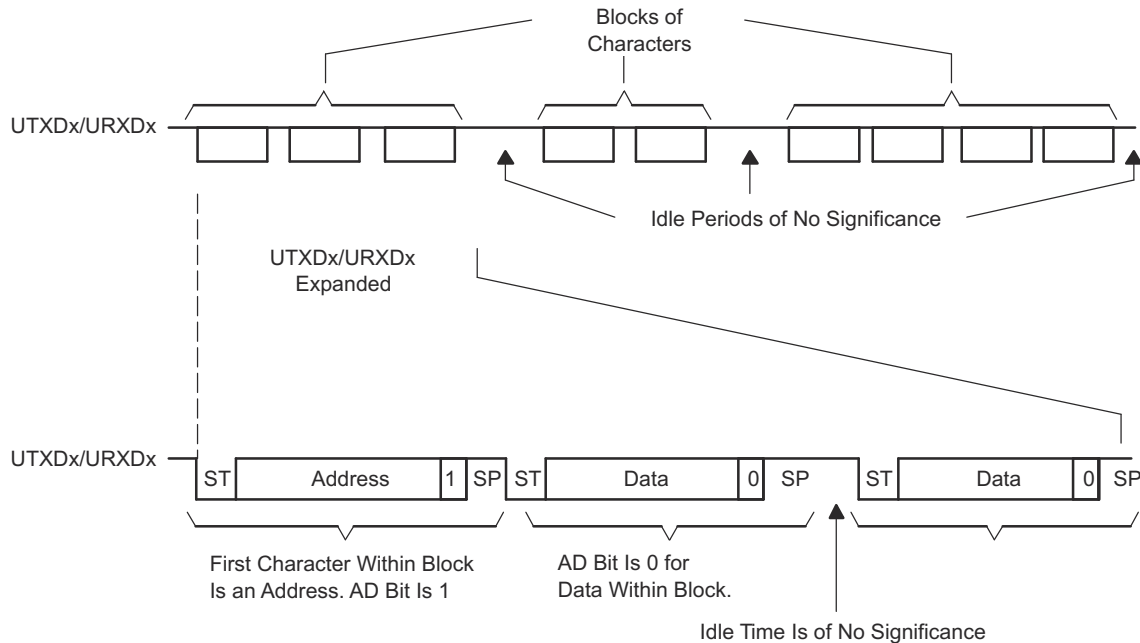 Blocks of
Characters
UTXDx/URXDx
Idle Periods of No Significance
UTXDx/URXDx
Expanded
UTXDx/URXDx
ST Address 1 SP ST Data 0 SP ST Data 0 SP
First Character Within Block
Is an Address. AD Bit Is 1
AD Bit Is 0 for
Data Within Block.
Idle Time Is of No Significance